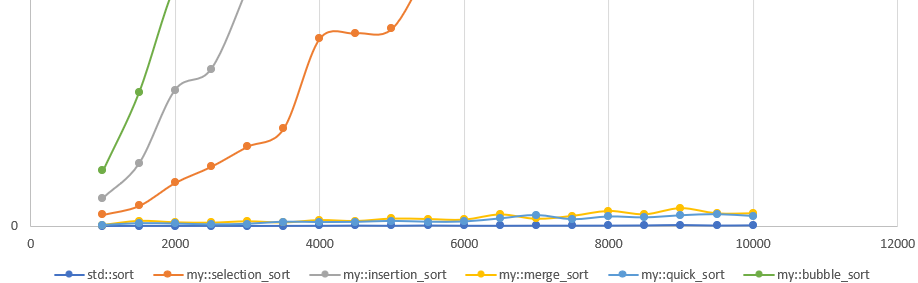 0
0 2000 4000 6000 8000 10000 12000
std::sort my::selection_sort my::insertion_sort my::merge_sort my::quick_sort my::bubble_sort